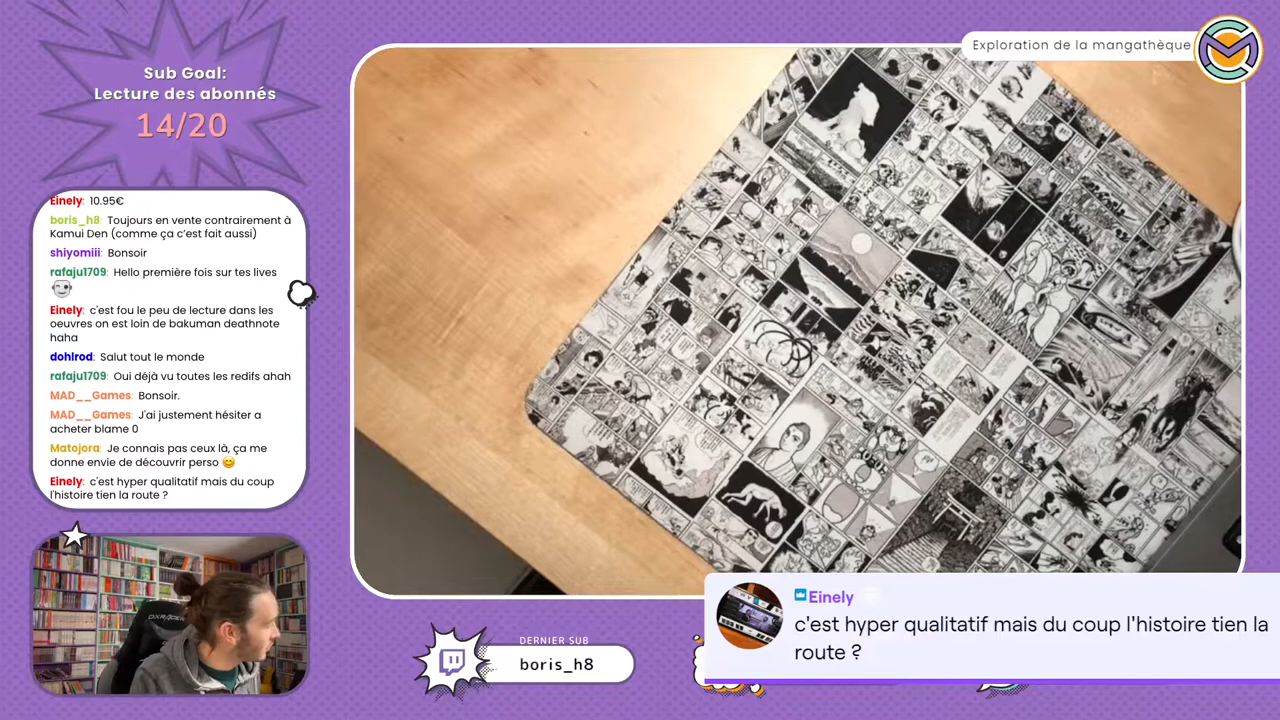 Sub Goal:
Lecture des abonnés
14/20
Exploration de la mangathèque
Einely: 10.95€
boris_h8 Toujours en vente contrairement à
Kamui Den (comme ça c'est fait aussi)
shiyomiii: Bonsoir
rafaju1709: Hello première fois sur tes lives
Einely: c'est fou le peu de lecture dans les
oeuvres on est loin de bakuman deathnote
haha
dohlrod: Salut tout le monde
rafaju1709: Oui déjà vu toutes les redifs ahah
MAD__Games: Bonsoir.
MAD__Games: J'ai justement hésiter a
acheter blame 0
Matojora: Je connais pas ceux là, ça me
donne envie de découvrir perso 😊
Einely: c'est hyper qualitatif mais du coup
l'histoire tien la route ?
DERNIER SUB
boris_h8
Einely
c'est hyper qualitatif mais du coup l'histoire tien la
route ?